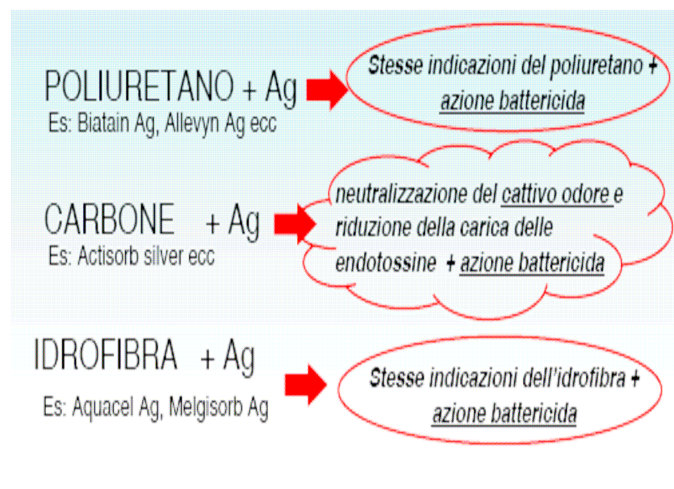 POLIURETANO + Ag
Es: Biatain Ag, Allevyn Ag ecc
Stesse indicazioni del poliuretano +
azione battericida
CARBONE + Ag
Es: Actisorb silver ecc
neutralizzazione del cattivo odore e
riduzione della carica delle
endotossine + azione battericida
IDROFIBRA + Ag
Es: Aquacel Ag, Melgisorb Ag
Stesse indicazioni dell'idrofibra +
azione battericida